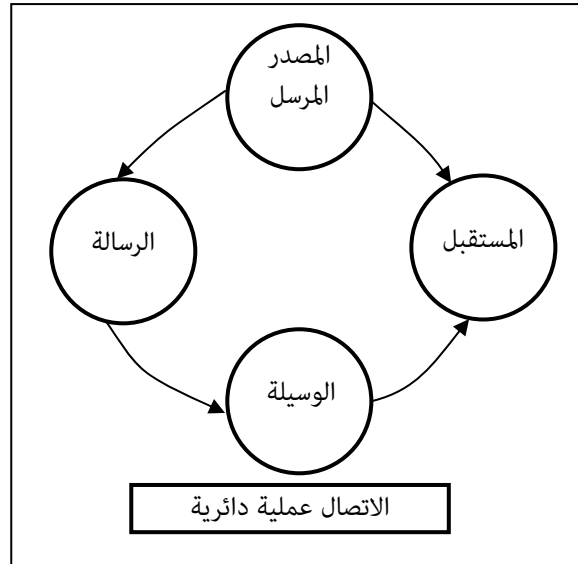 المصدر
المرسل
المستقبل
الرسالة
الوسيلة
الاتصال عملية دائرية